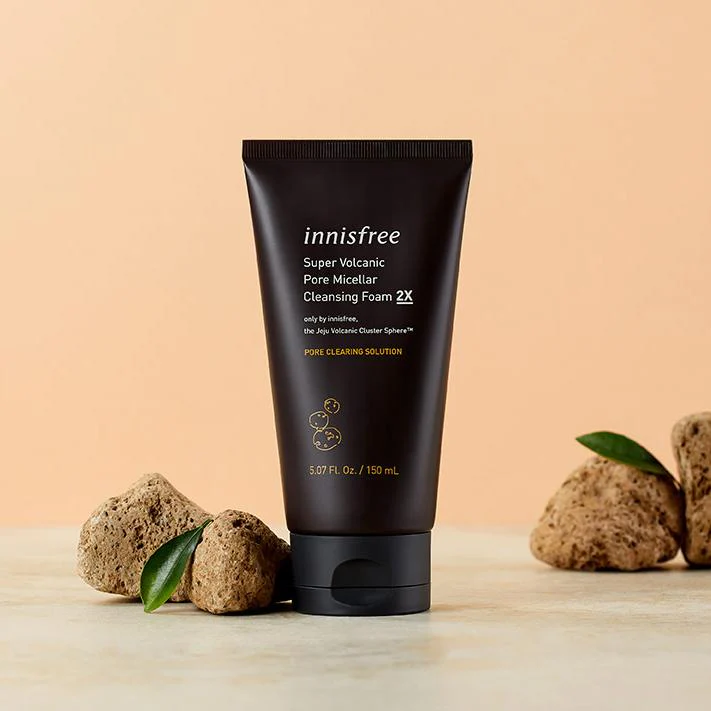 innisfree
Super Volcanic
Pore Micellar
Cleansing Foam 2X
only by innisfree,
the Jeju Volcanic Cluster Sphere™
PORE CLEARING SOLUTION
5.07 Fl. Oz. / 150 mL